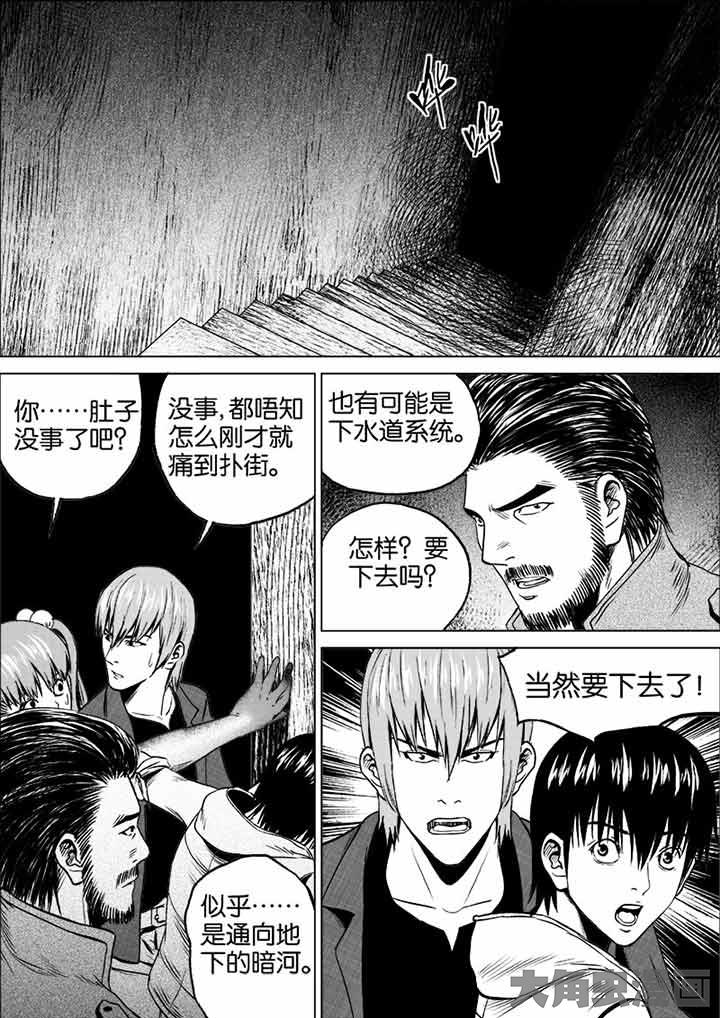 呼
呼
你……肚子
没事了吧？
没事，都唔知
怎么刚才就
痛到扑街。
似乎……
是通向地
下的暗河。
也有可能是
下水道系统。
怎样？要
下去吗？
当然要下去了！
大角虫漫画